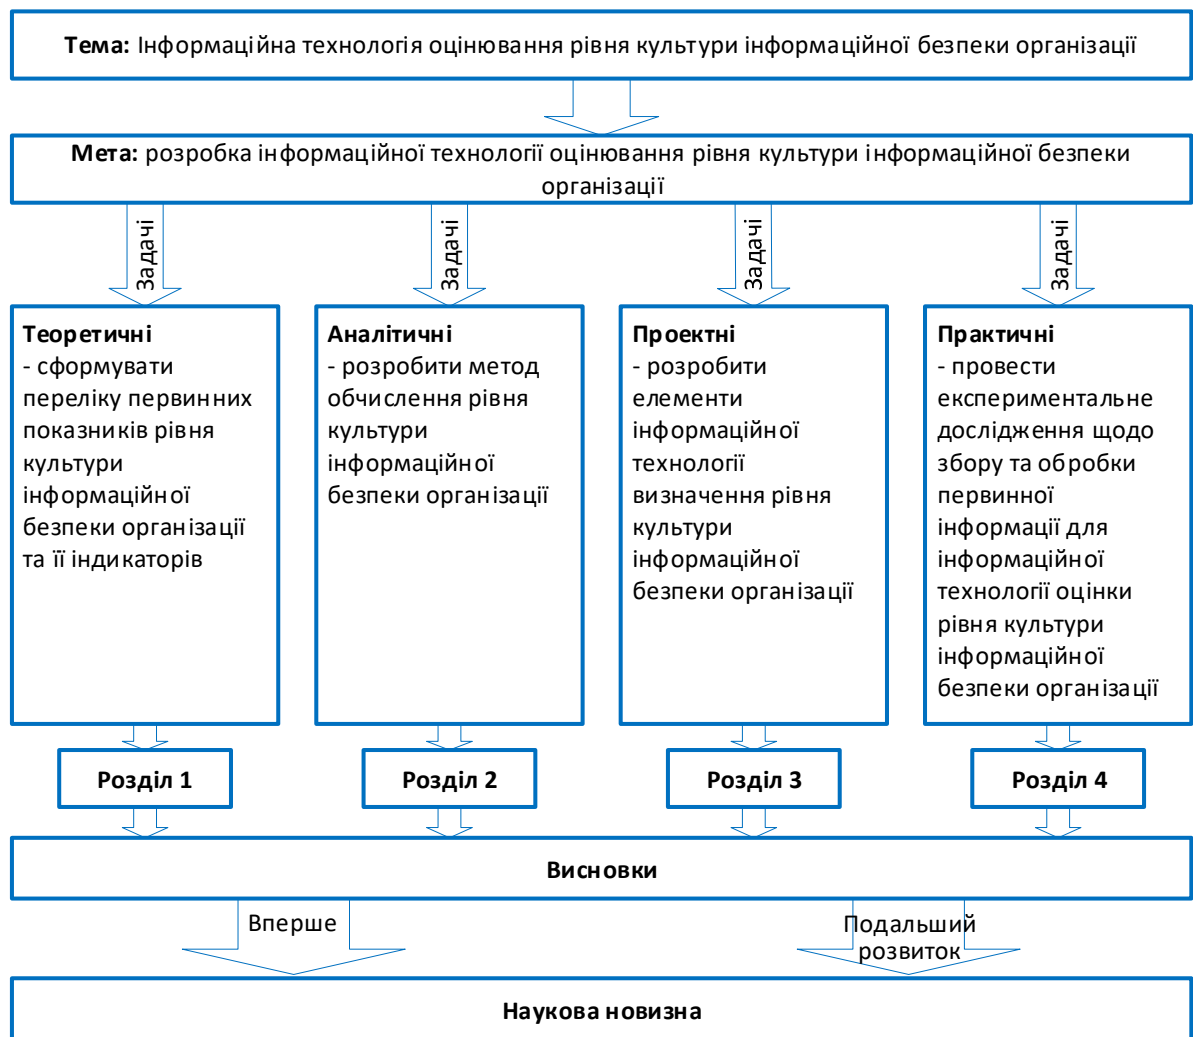 Тема: Інформаційна технологія оцінювання рівня культури інформаційної безпеки організації
Мета: розробка інформаційної технології оцінювання рівня культури інформаційної безпеки
організації
Задачі
Задачі
Задачі
Задачі
Теоретичні
- сформувати
переліку первинних
показників рівня
культури
інформаційної
безпеки організації
та її індикаторів
Аналітичні
- розробити метод
обчислення рівня
культури
інформаційної
безпеки організації
Проектні
- розробити
елементи
інформаційної
технології
визначення рівня
культури
інформаційної
безпеки організації
Практичні
- провести
експериментальне
дослідження щодо
збору та обробки
первинної
інформації для
інформаційної
технології оцінки
рівня культури
інформаційної
безпеки організації
Розділ 1
Розділ 2
Розділ 3
Розділ 4
Висновки
Вперше
Подальший
розвиток
Наукова новизна